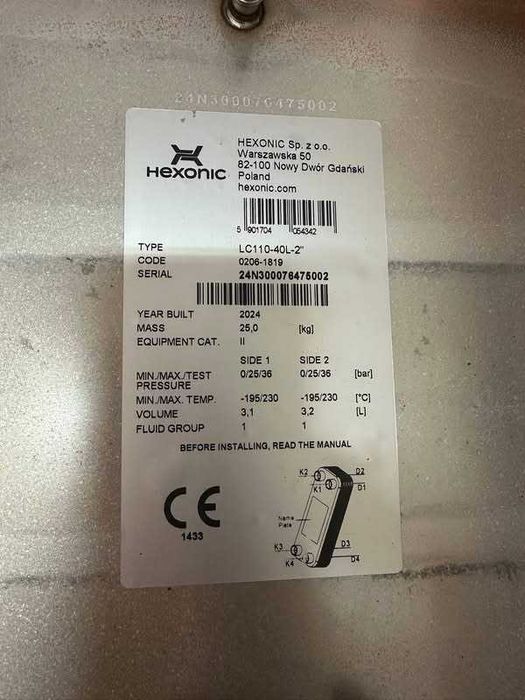 24N300076475002
HEXONIC
HEXONIC Sp. z o.o.
Warszawska 50
82-100 Nowy Dwór Gdański
Poland
hexonic.com
5 901704 054342
TYPE LC110-40L-2"
CODE 0206-1819
SERIAL 24N300076475002
YEAR BUILT 2024
MASS 25,0 [kg]
EQUIPMENT CAT. II
SIDE 1 SIDE 2
MIN./MAX./TEST 0/25/36 0/25/36 [bar]
PRESSURE
MIN./MAX. TEMP. -195/230 -195/230 [°C]
VOLUME 3,1 3,2 [L]
FLUID GROUP 1 1
BEFORE INSTALLING, READ THE MANUAL
CE
1433
K2 D2
K1 D1
Name
Plate
K3 D3
K4 D4